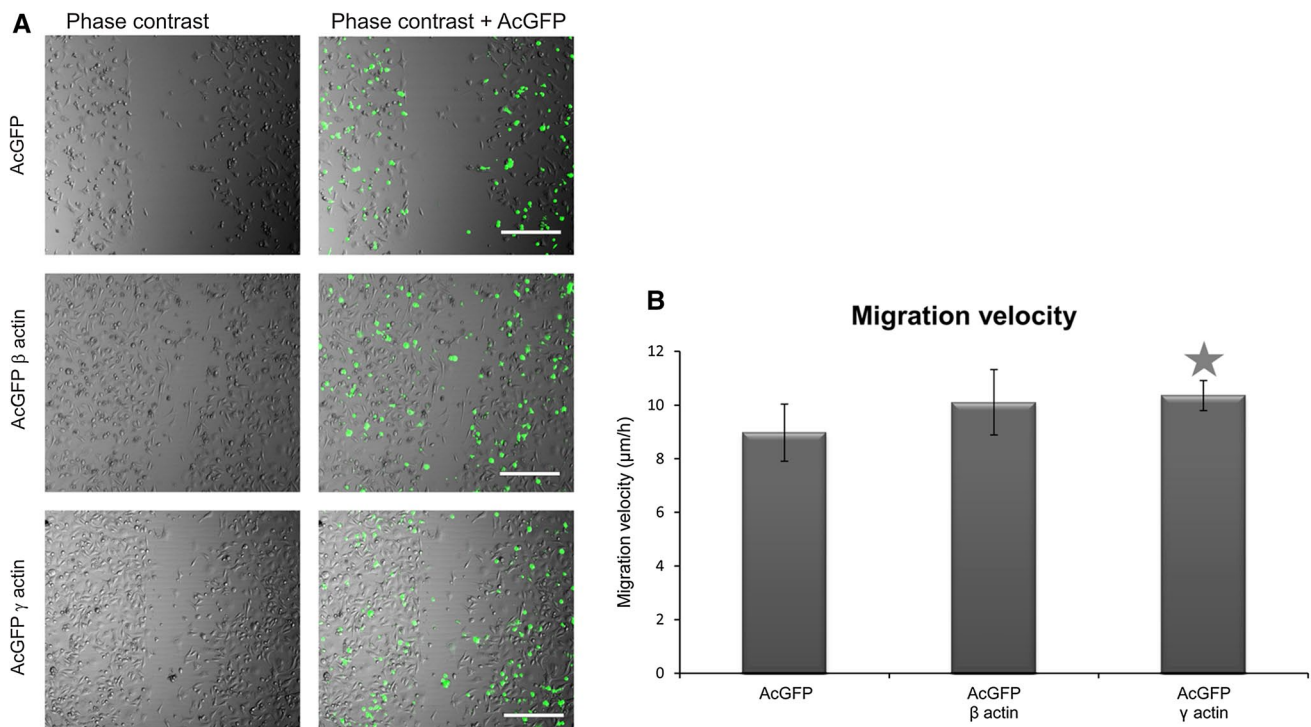 A
Phase contrast
Phase contrast + AcGFP
AcGFP
AcGFP β actin
AcGFP γ actin
B
Migration velocity
Migration velocity (μm/h)
12
10
8
6
4
2
0
AcGFP
AcGFP
β actin
AcGFP
γ actin